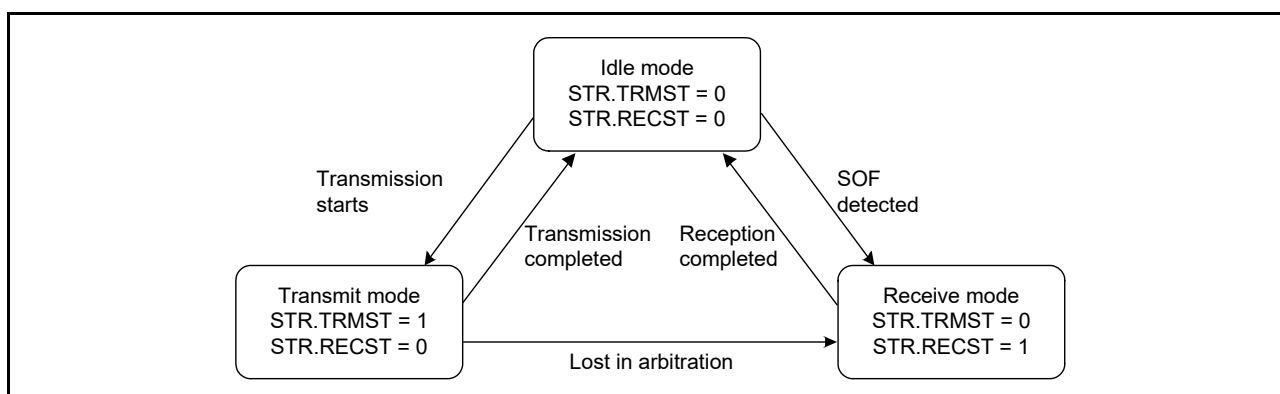 Idle mode
STR.TRMST = 0
STR.RECST = 0
Transmission
starts
SOF
detected
Transmission
completed
Reception
completed
Transmit mode
STR.TRMST = 1
STR.RECST = 0
Receive mode
STR.TRMST = 0
STR.RECST = 1
Lost in arbitration